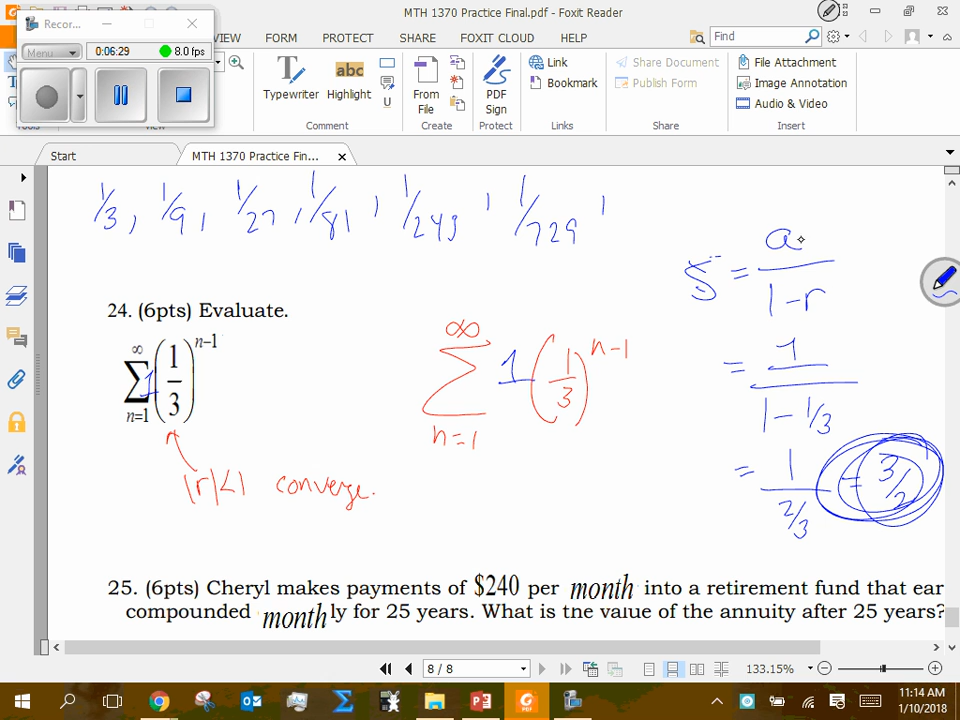 MTH 1370 Practice Final.pdf - Foxit Reader
Recor...
Menu
0:06:29
8.0 fps
VIEW FORM PROTECT SHARE FOXIT CLOUD HELP
Find
Typewriter
Highlight
From File
PDF Sign
Link
Bookmark
Share Document
Publish Form
File Attachment
Image Annotation
Audio & Video
Comment
Create
Protect
Links
Share
Insert
Start
MTH 1370 Practice Fin...
1/3, 1/9, 1/27, 1/81, 1/243, 1/729,
S = a / 1-r
24. (6pts) Evaluate.
∞ Σ n=1 1 (1/3)^n−1
∞ Σ n=1 1 (1/3)^n-1
= 1 / 1 - 1/3
= 1 / 2/3 = 3/2
|r|<1 converge.
25. (6pts) Cheryl makes payments of $240 per month into a retirement fund that ear
compounded monthly for 25 years. What is the value of the annuity after 25 years?
8 / 8
133.15%
11:14 AM
1/10/2018